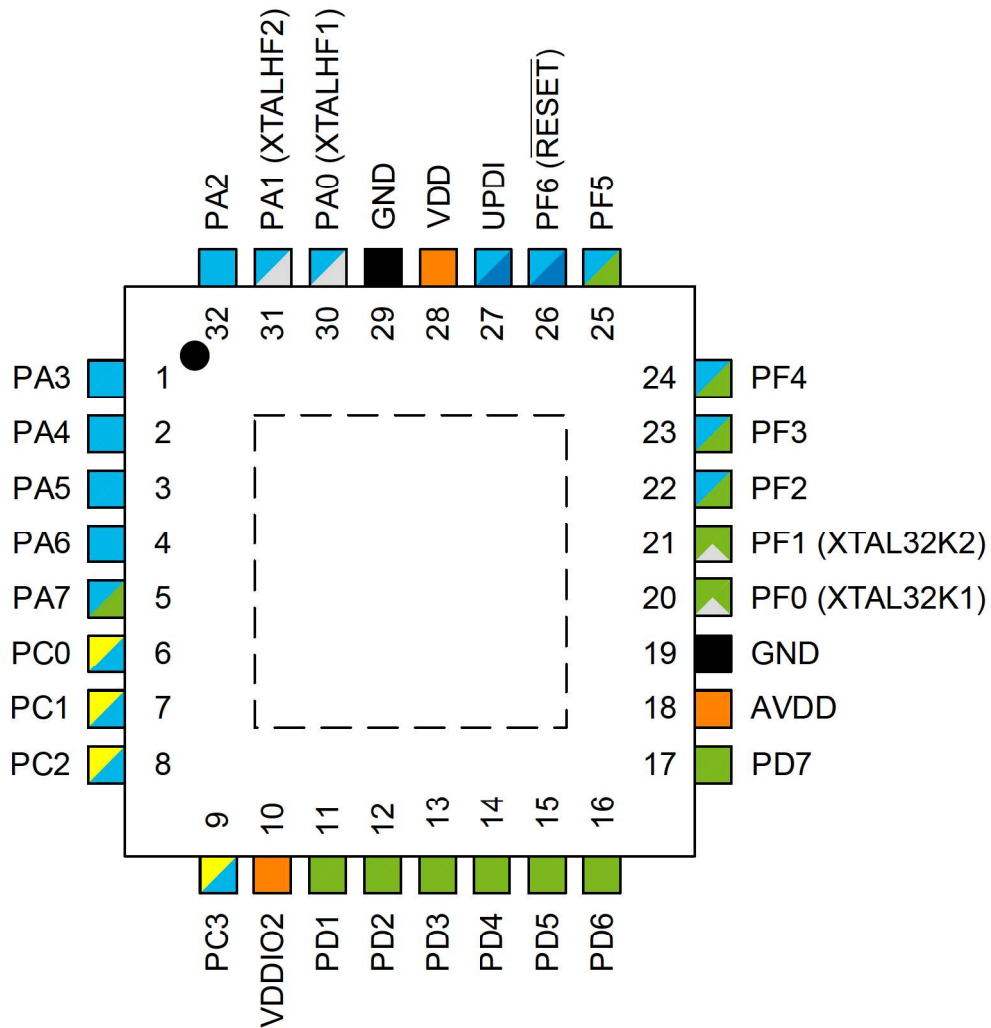 PA2
PA1 (XTALHF2)
PA0 (XTALHF1)
GND
VDD
UPDI
PF6 (RESET)
PF5
32
31
30
29
28
27
26
25
PA3 1
PA4 2
PA5 3
PA6 4
PA7 5
PC0 6
PC1 7
PC2 8
24 PF4
23 PF3
22 PF2
21 PF1 (XTAL32K2)
20 PF0 (XTAL32K1)
19 GND
18 AVDD
17 PD7
9
10
11
12
13
14
15
16
PC3
VDDIO2
PD1
PD2
PD3
PD4
PD5
PD6